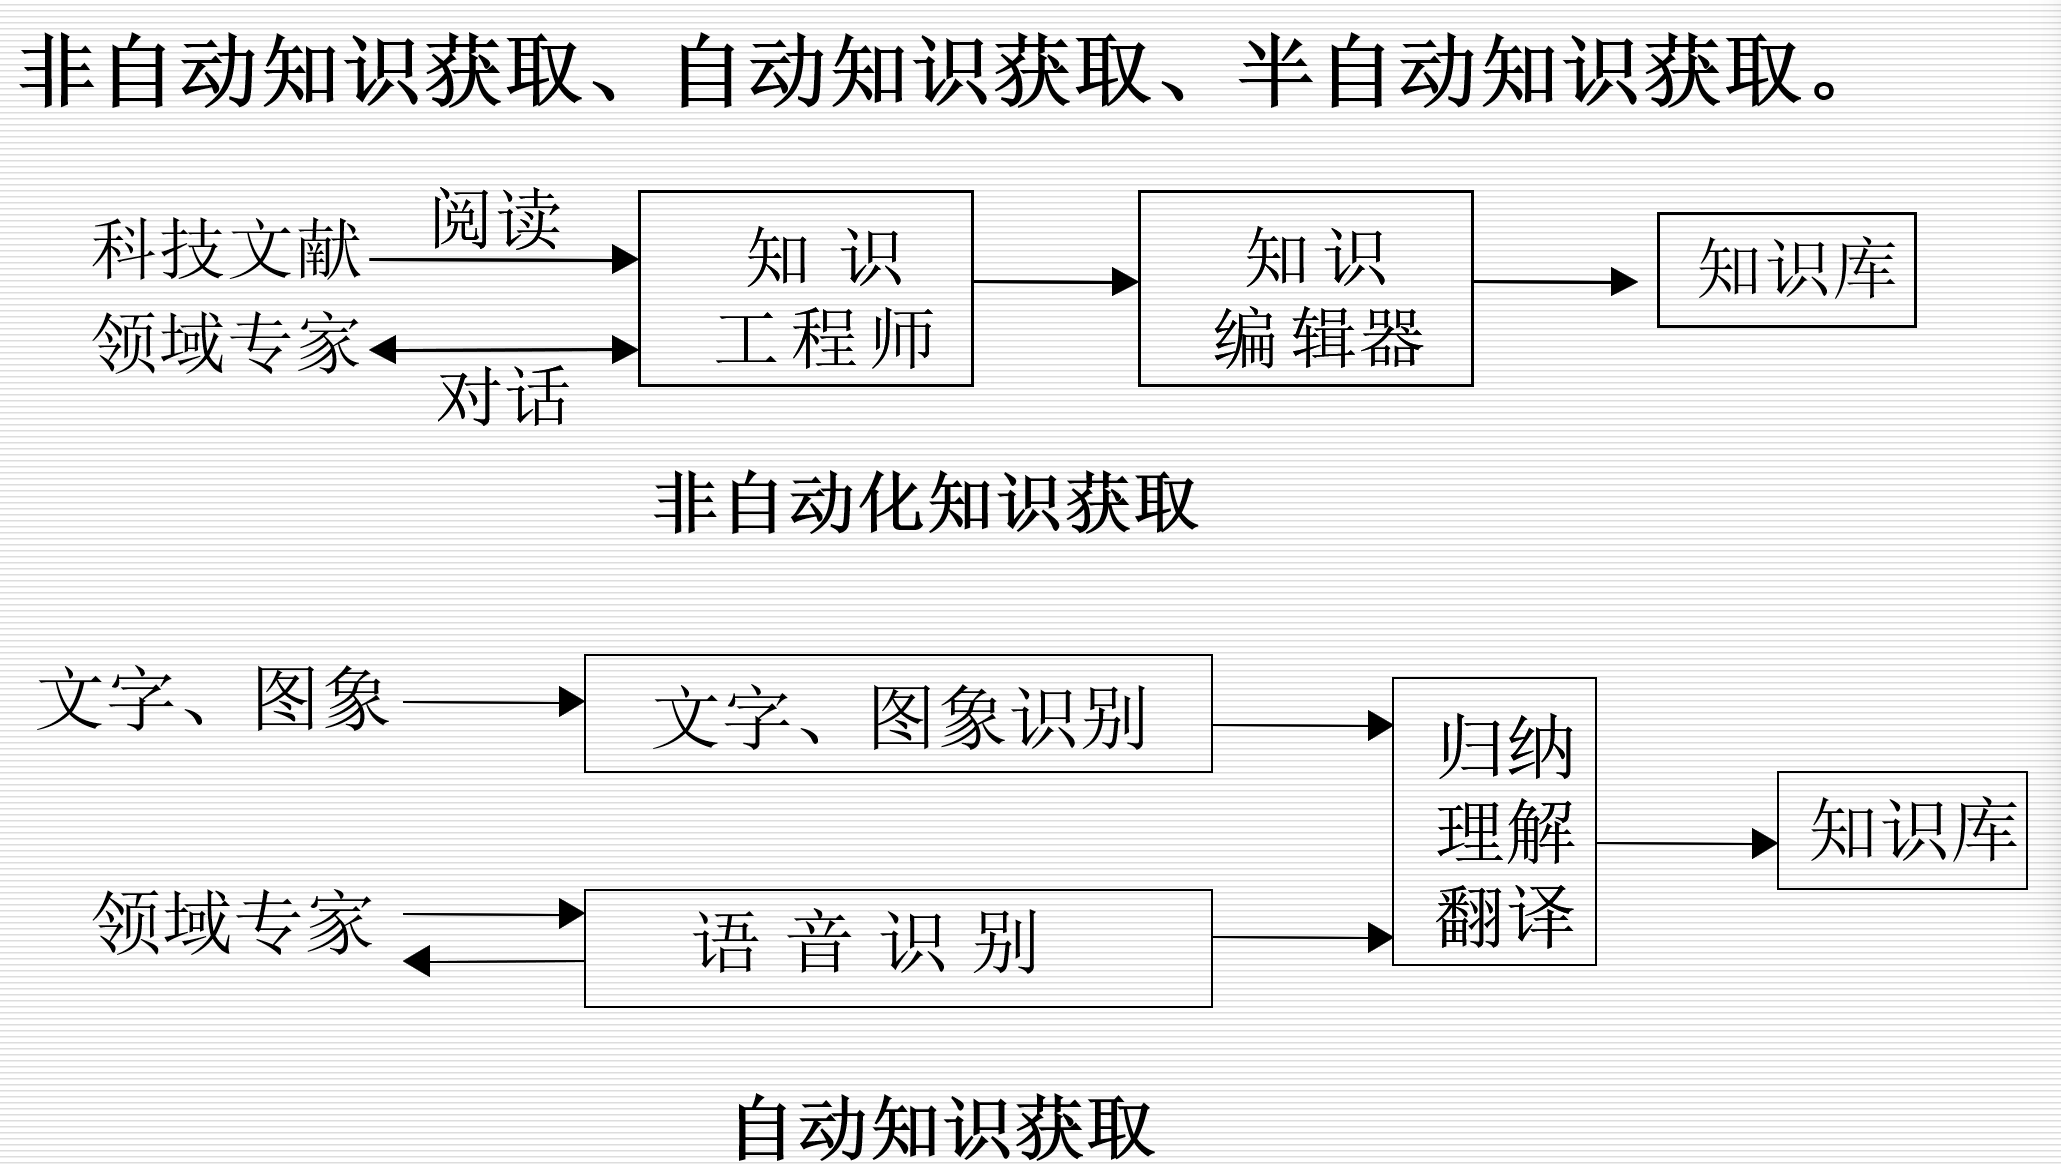 非自动知识获取、自动知识获取、半自动知识获取。
科技文献
阅读
领域专家
对话
知 识
工程师
知识
编辑器
知识库
非自动化知识获取
文字、图象
文字、图象识别
领域专家
语音识别
归纳
理解
翻译
知识库
自动知识获取